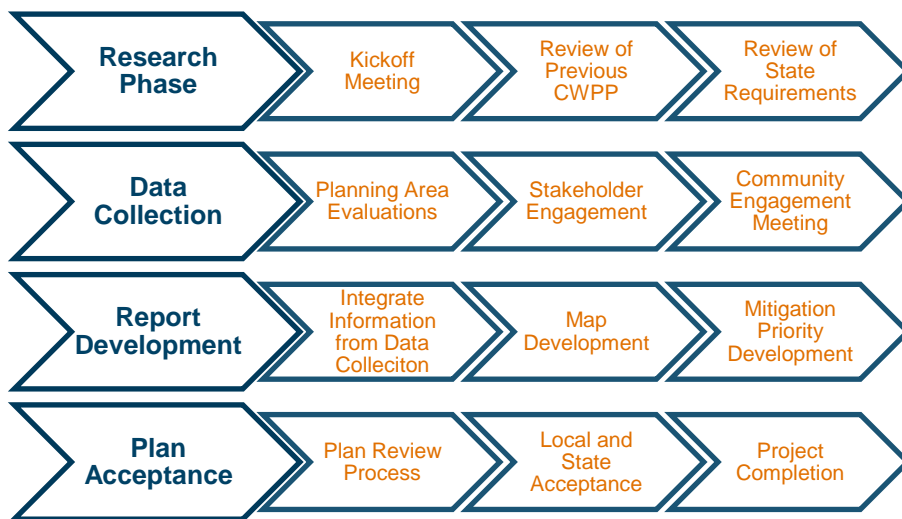 Research
Phase
Kickoff
Meeting
Review of
Previous
CWPP
Review of
State
Requirements
Data
Collection
Planning Area
Evaluations
Stakeholder
Engagement
Community
Engagement
Meeting
Report
Development
Integrate
Information
from Data
Colleciton
Map
Development
Mitigation
Priority
Development
Plan
Acceptance
Plan Review
Process
Local and
State
Acceptance
Project
Completion